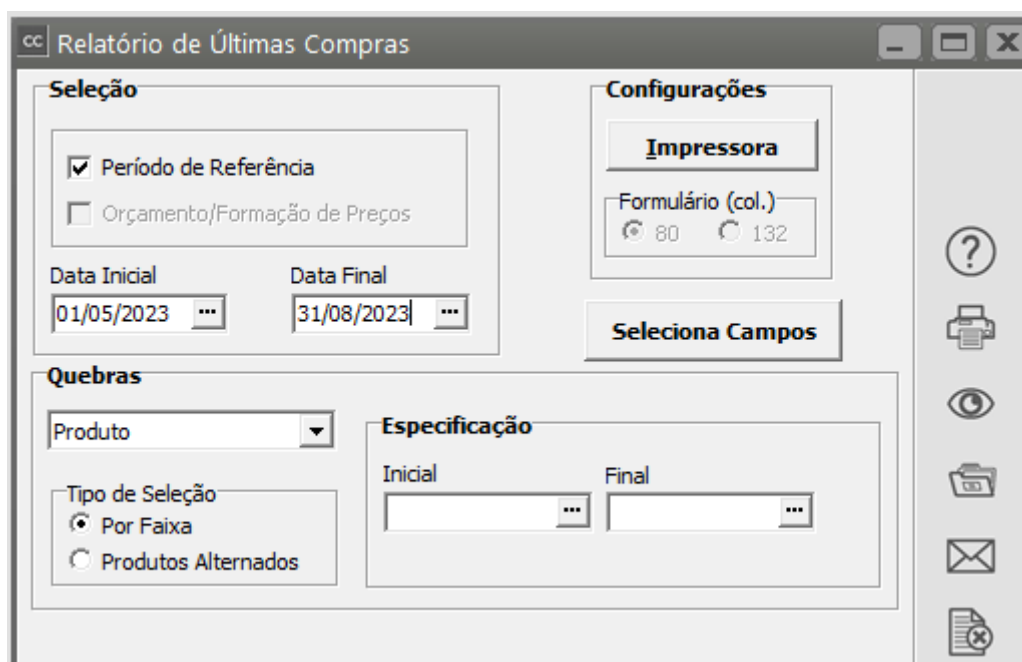 cc Relatório de Últimas Compras
Seleção
Período de Referência
Orçamento/Formação de Preços
Data Inicial Data Final
01/05/2023 ... 31/08/2023 ...
Configurações
Impressora
Formulário (col.)
80 132
Seleciona Campos
Quebras
Produto
Tipo de Seleção
Por Faixa
Produtos Alternados
Especificação
Inicial Final
... ...